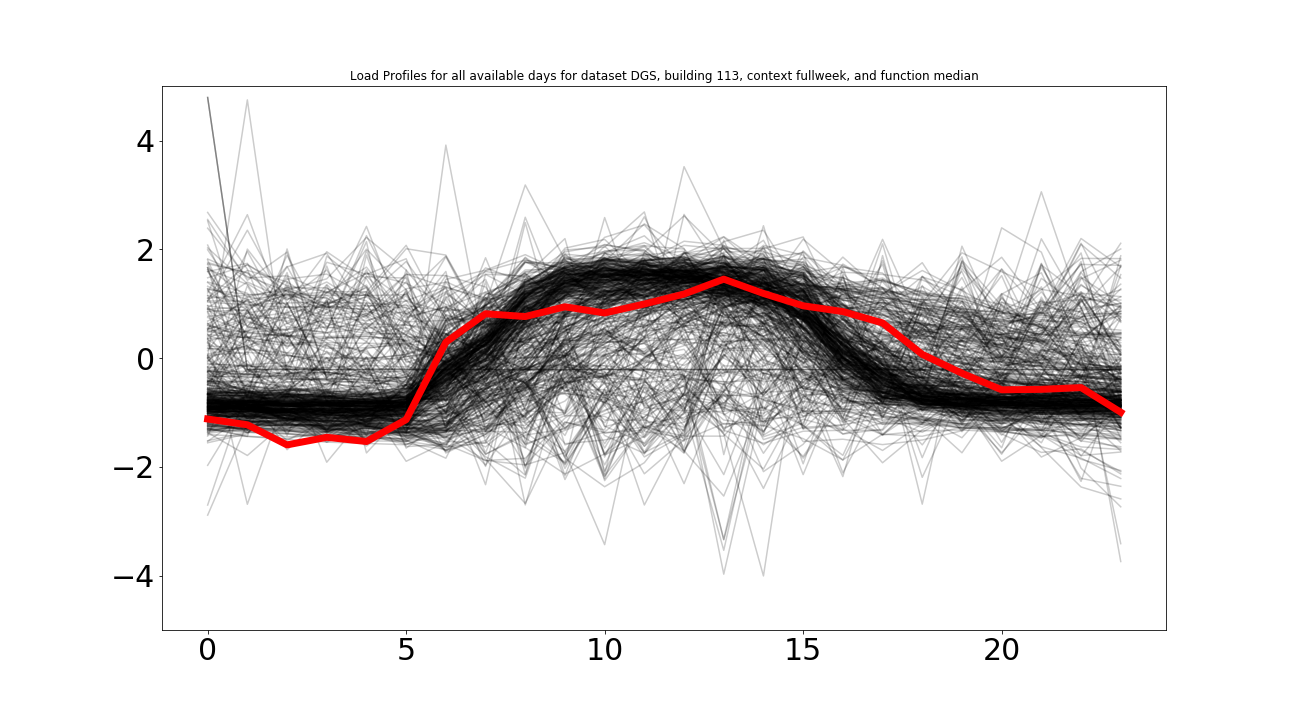 Load Profiles for all available days for dataset DGS, building 113, context fullweek, and function median
4
2
0
−2
−4
0 5 10 15 20